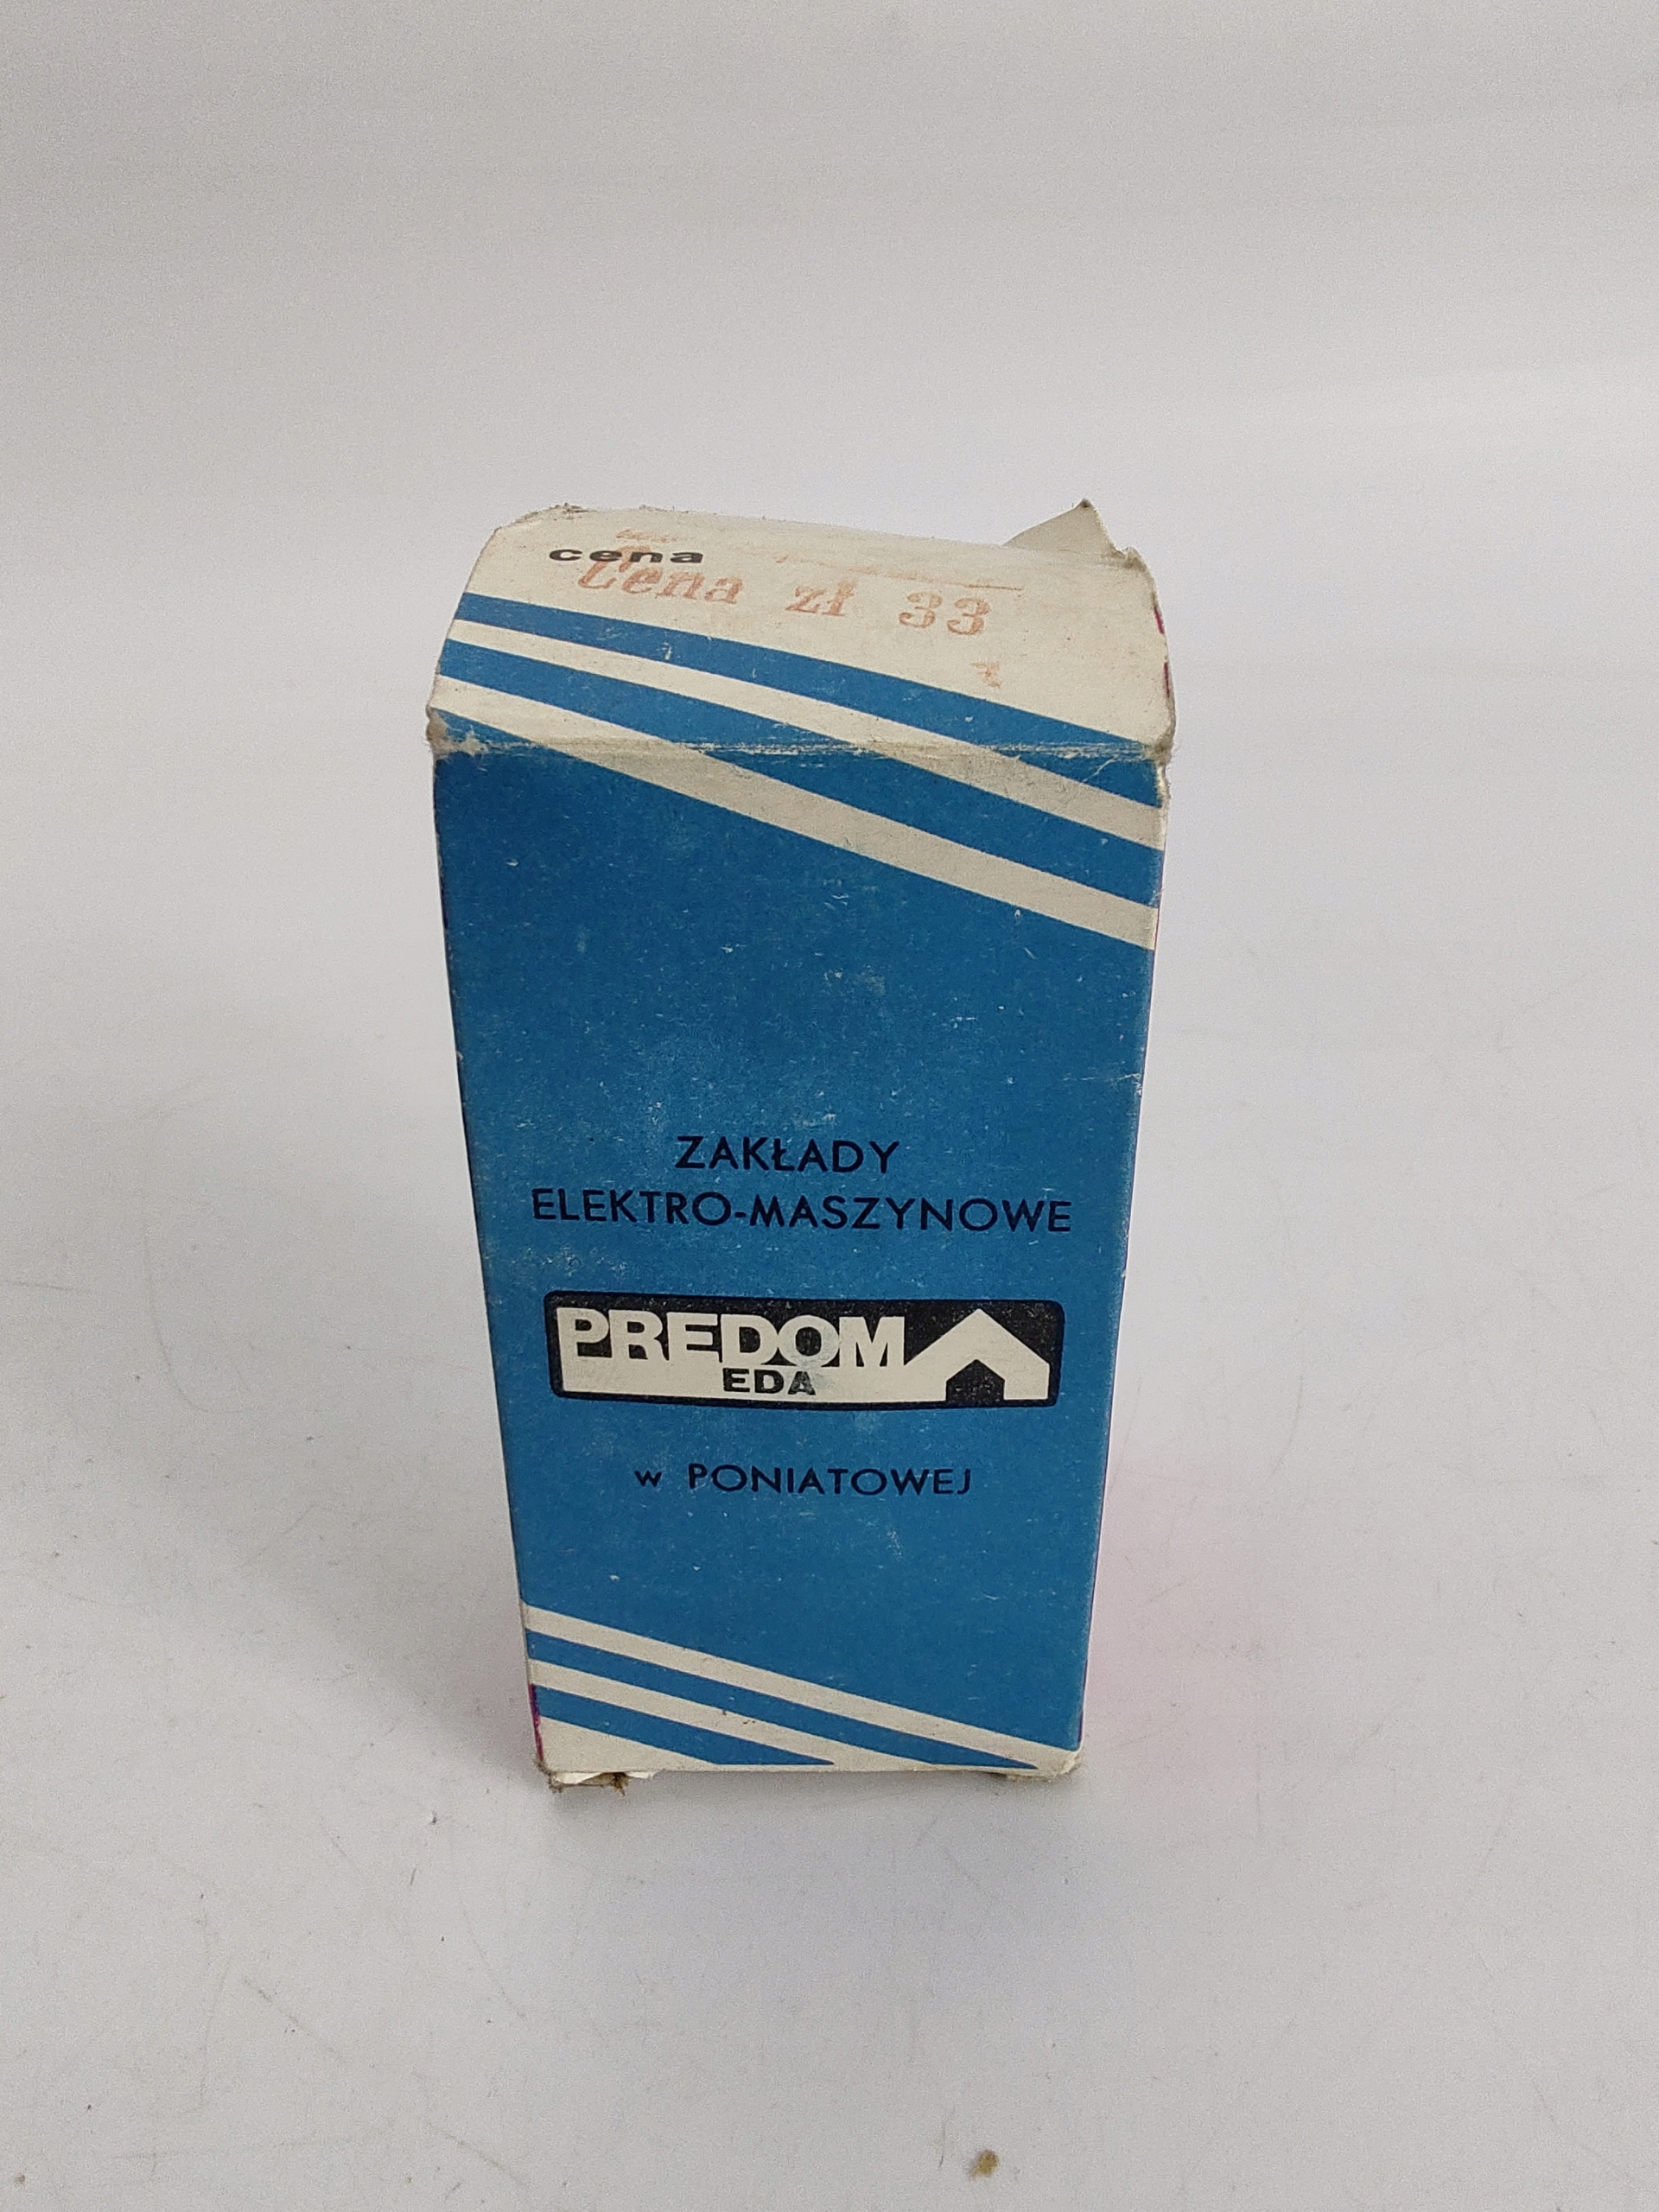 cena
Cena zł 33
ZAKŁADY
ELEKTRO-MASZYNOWE
PREDOM
EDA
w PONIATOWEJ